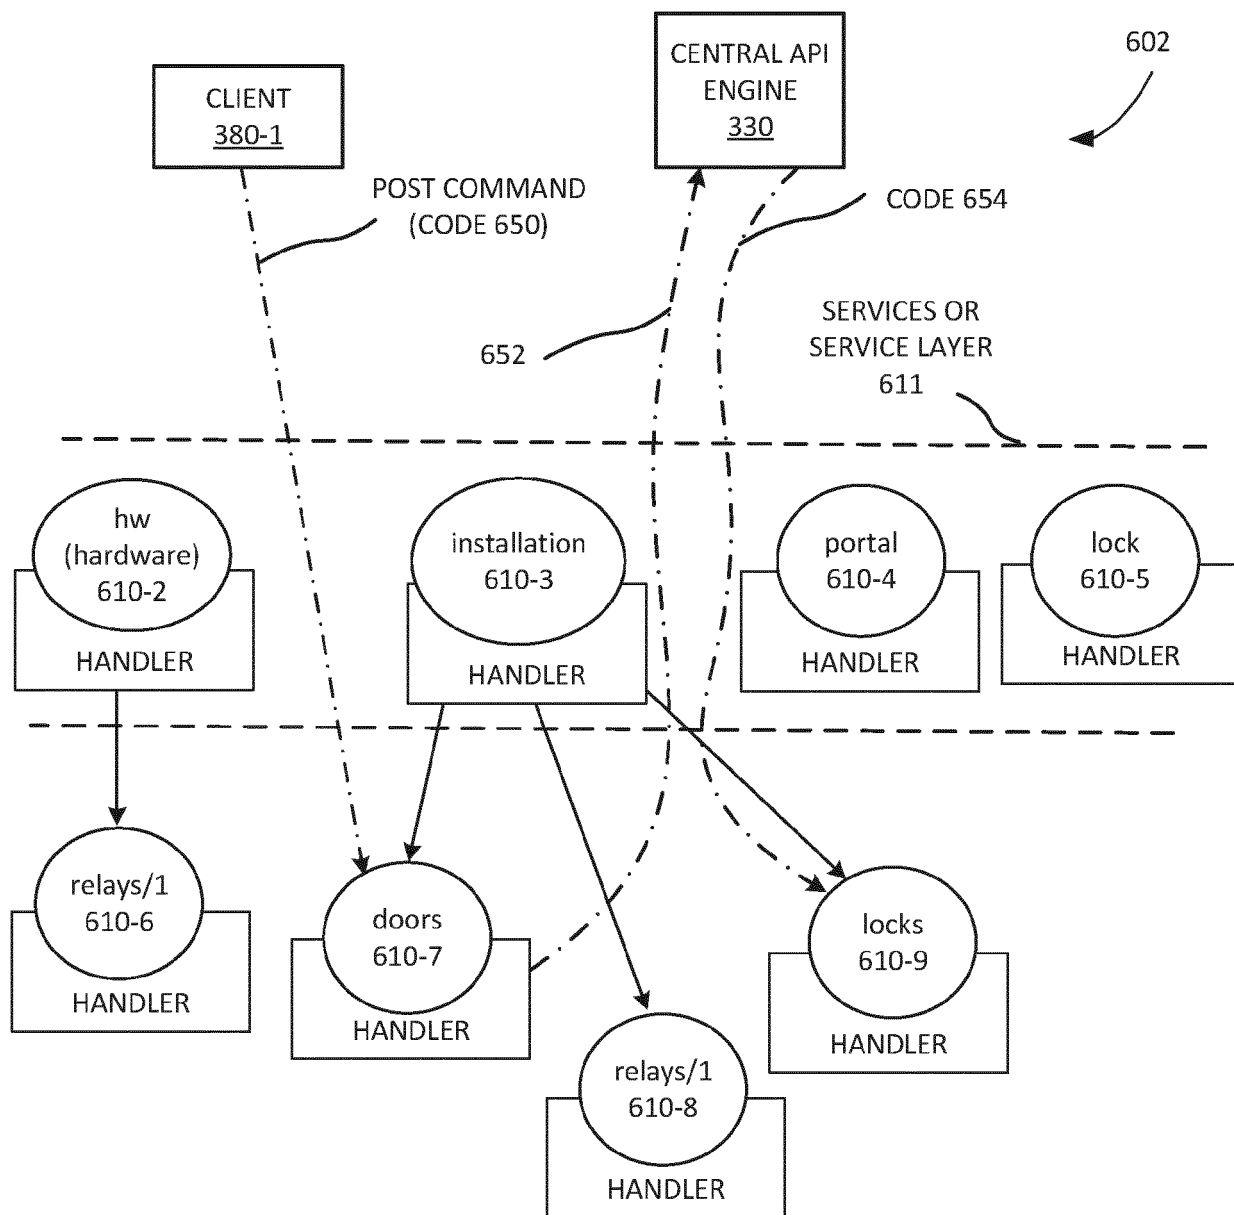 CENTRAL API
ENGINE
330
602
CLIENT
380-1
POST COMMAND
(CODE 650)
CODE 654
652
SERVICES OR
SERVICE LAYER
611
hw
(hardware)
610-2
HANDLER
installation
610-3
HANDLER
portal
610-4
HANDLER
lock
610-5
HANDLER
relays/1
610-6
HANDLER
doors
610-7
HANDLER
relays/1
610-8
HANDLER
locks
610-9
HANDLER